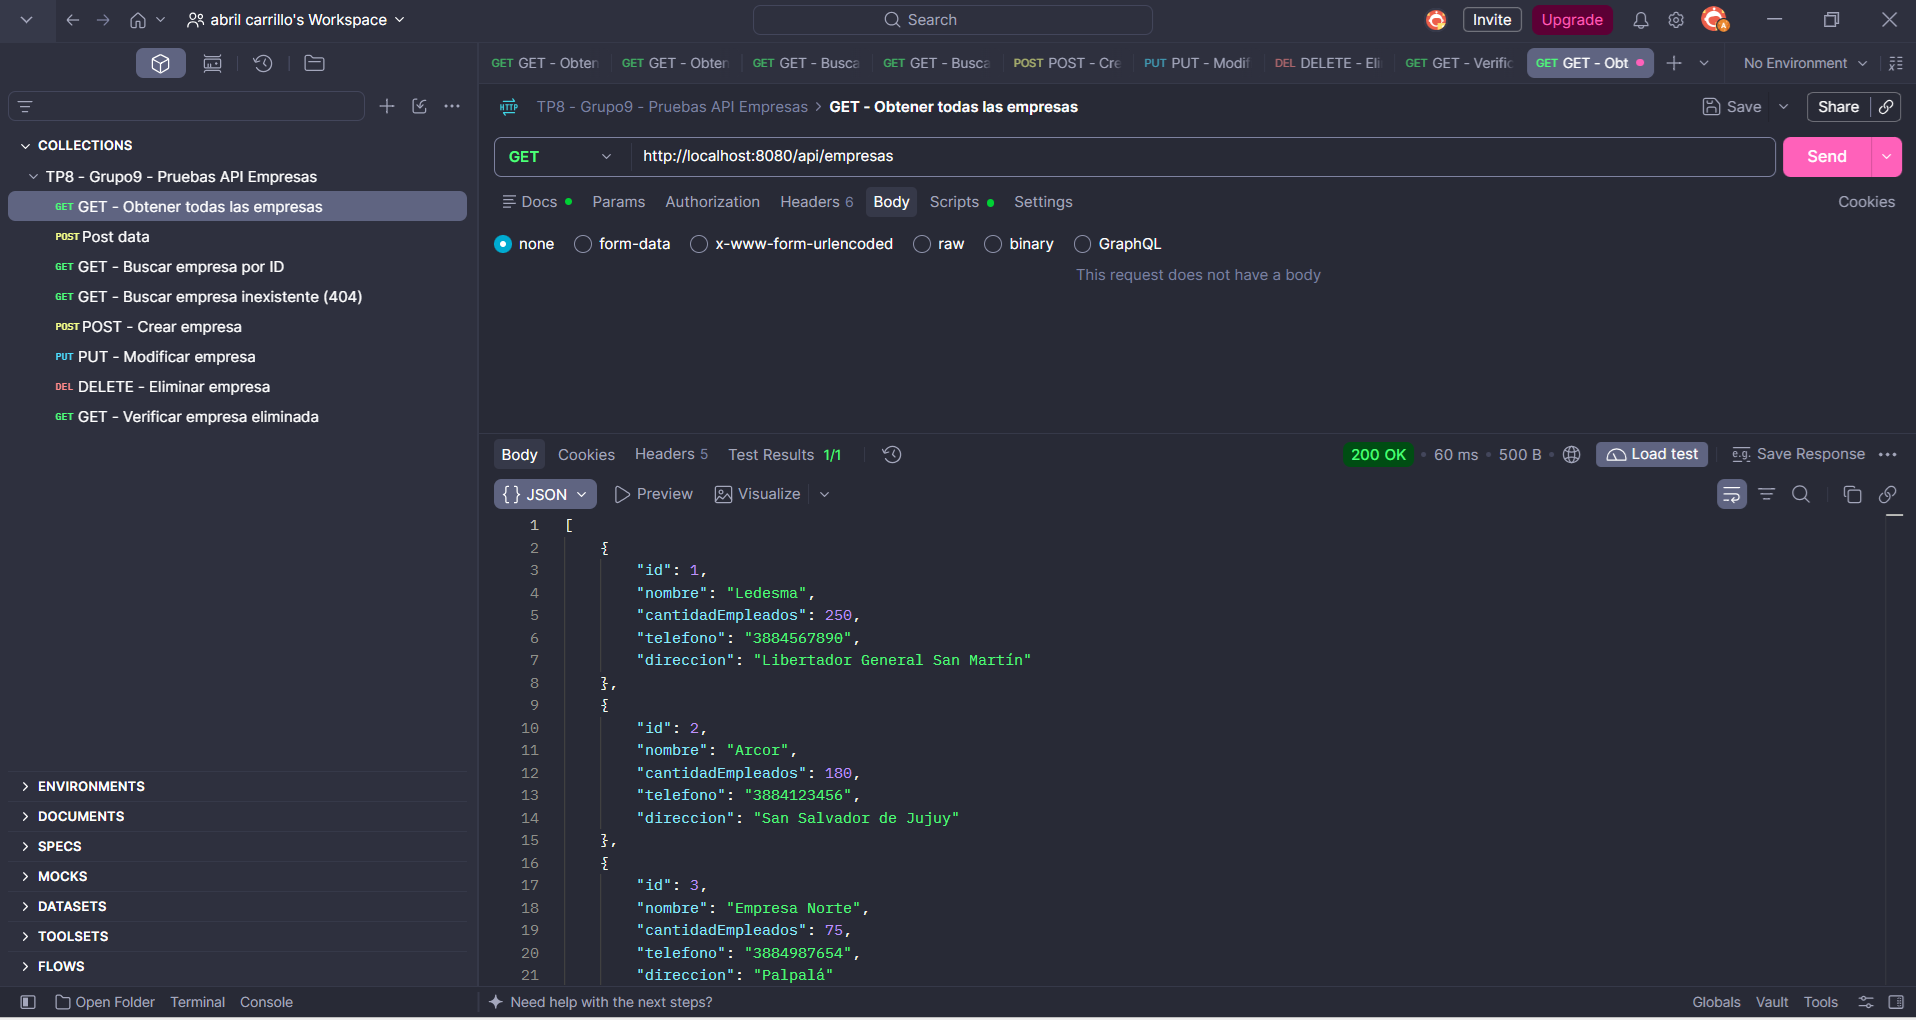 abril carrillo's Workspace
Search
Invite
Upgrade
GET GET - Obten
GET GET - Obten
GET GET - Busca
GET GET - Busca
POST POST - Cre
PUT PUT - Modif
DEL DELETE - Eli
GET GET - Verific
GET GET - Obt
No Environment
HTTP TP8 - Grupo9 - Pruebas API Empresas > GET - Obtener todas las empresas
Save
Share
COLLECTIONS
TP8 - Grupo9 - Pruebas API Empresas
GET GET - Obtener todas las empresas
POST Post data
GET GET - Buscar empresa por ID
GET GET - Buscar empresa inexistente (404)
POST POST - Crear empresa
PUT PUT - Modificar empresa
DEL DELETE - Eliminar empresa
GET GET - Verificar empresa eliminada
ENVIRONMENTS
DOCUMENTS
SPECS
MOCKS
DATASETS
TOOLSETS
FLOWS
GET
http://localhost:8080/api/empresas
Send
Docs Params Authorization Headers 6 Body Scripts Settings Cookies
none form-data x-www-form-urlencoded raw binary GraphQL
This request does not have a body
Body Cookies Headers 5 Test Results 1/1
200 OK • 60 ms • 500 B
Load test
e.g. Save Response
{} JSON Preview Visualize
1 [
2 {
3 "id": 1,
4 "nombre": "Ledesma",
5 "cantidadEmpleados": 250,
6 "telefono": "3884567890",
7 "direccion": "Libertador General San Martín"
8 },
9 {
10 "id": 2,
11 "nombre": "Arcor",
12 "cantidadEmpleados": 180,
13 "telefono": "3884123456",
14 "direccion": "San Salvador de Jujuy"
15 },
16 {
17 "id": 3,
18 "nombre": "Empresa Norte",
19 "cantidadEmpleados": 75,
20 "telefono": "3884987654",
21 "direccion": "Palpalá"
Open Folder Terminal Console
Need help with the next steps?
Globals Vault Tools